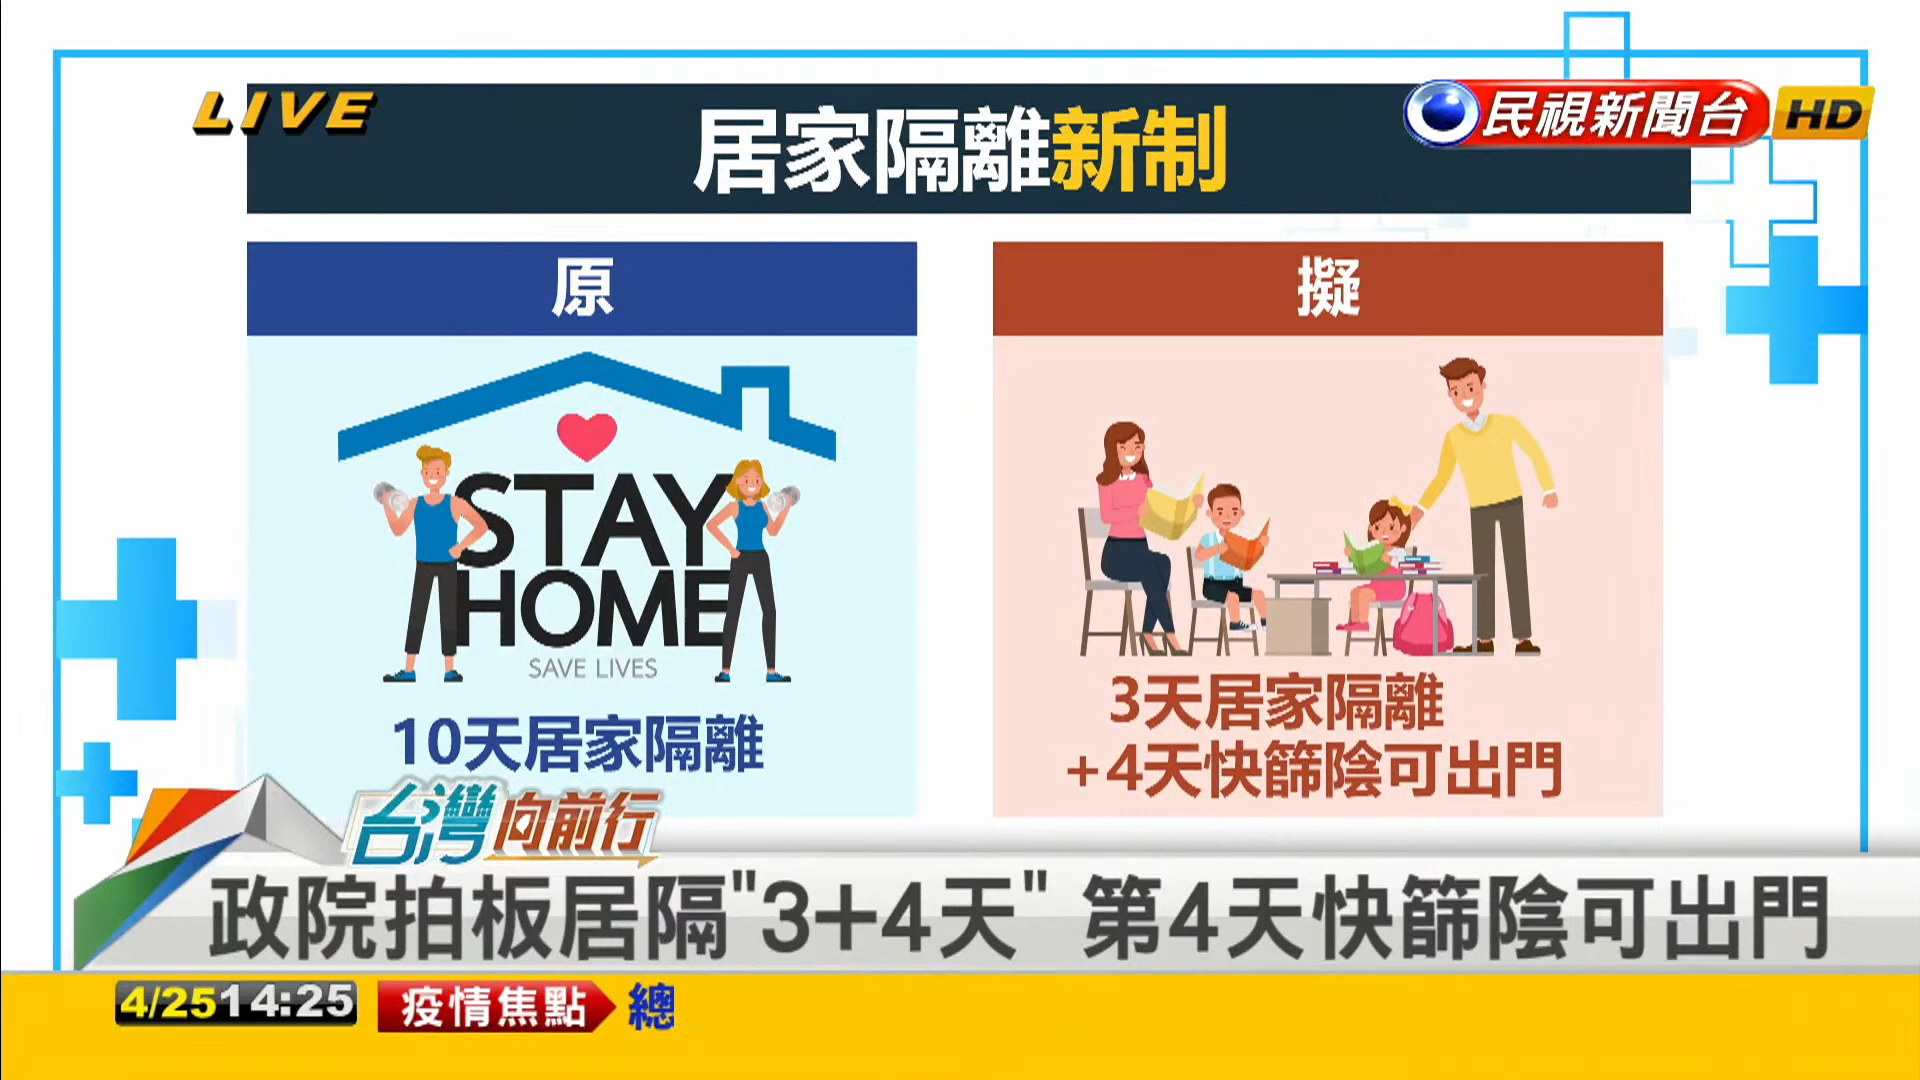 LIVE
居家隔離新制
民視新聞台 HD
原
擬
STAY
HOME
SAVE LIVES
10天居家隔離
3天居家隔離
+4天快篩陰可出門
台灣向前行
政院拍板居隔"3+4天" 第4天快篩陰可出門
4/25 14:25 疫情焦點 總